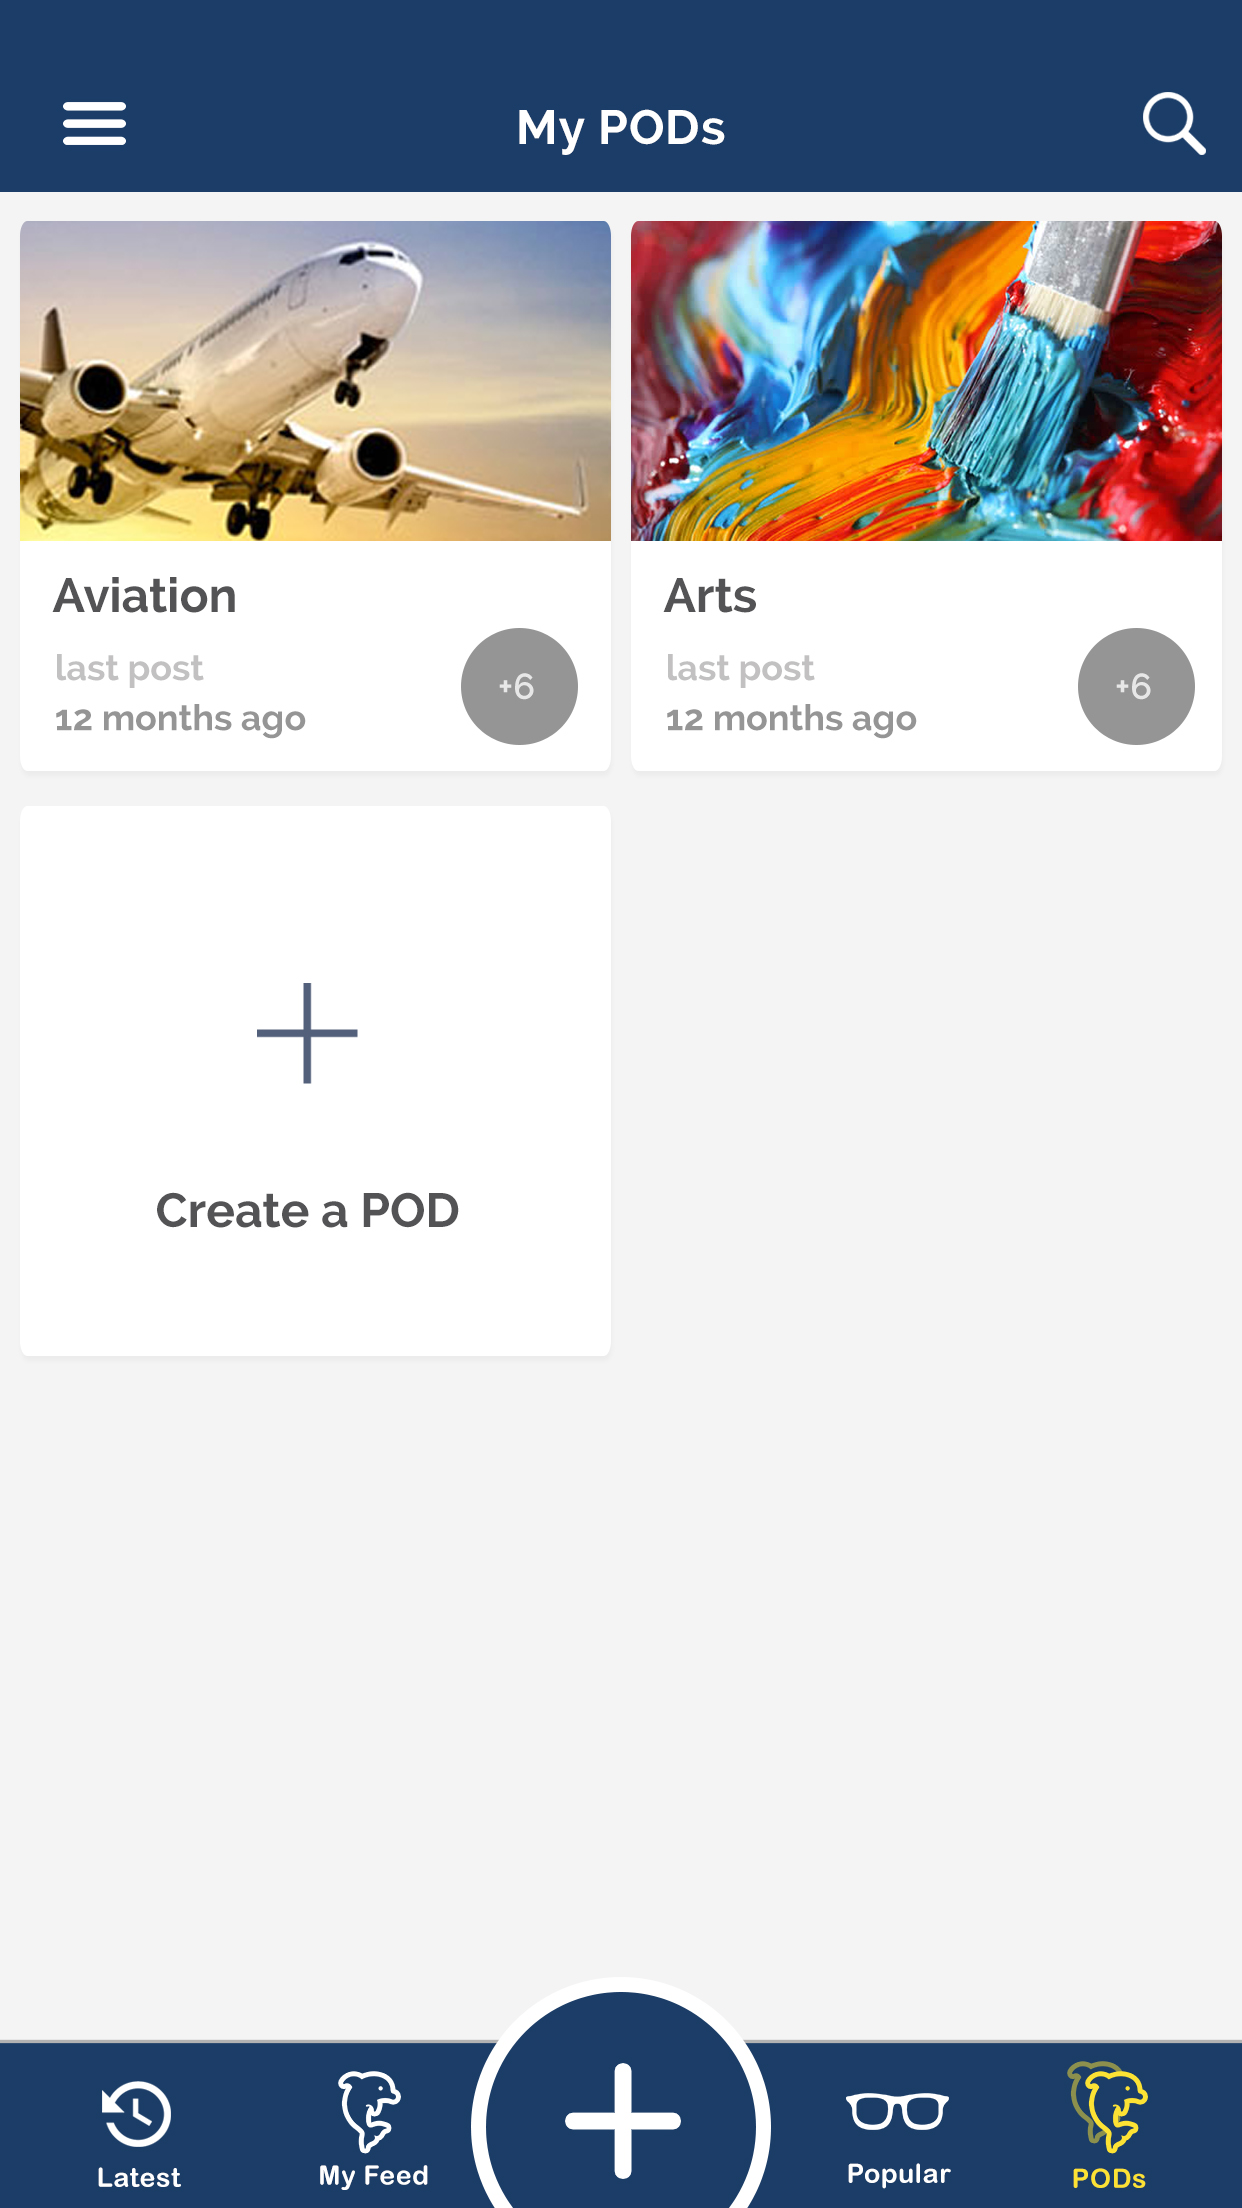 My PODs
Aviation
last post
12 months ago
+6
Arts
last post
12 months ago
+6
Create a POD
Latest
My Feed
Popular
PODs